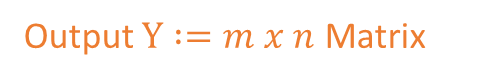 Output Y := m x n Matrix